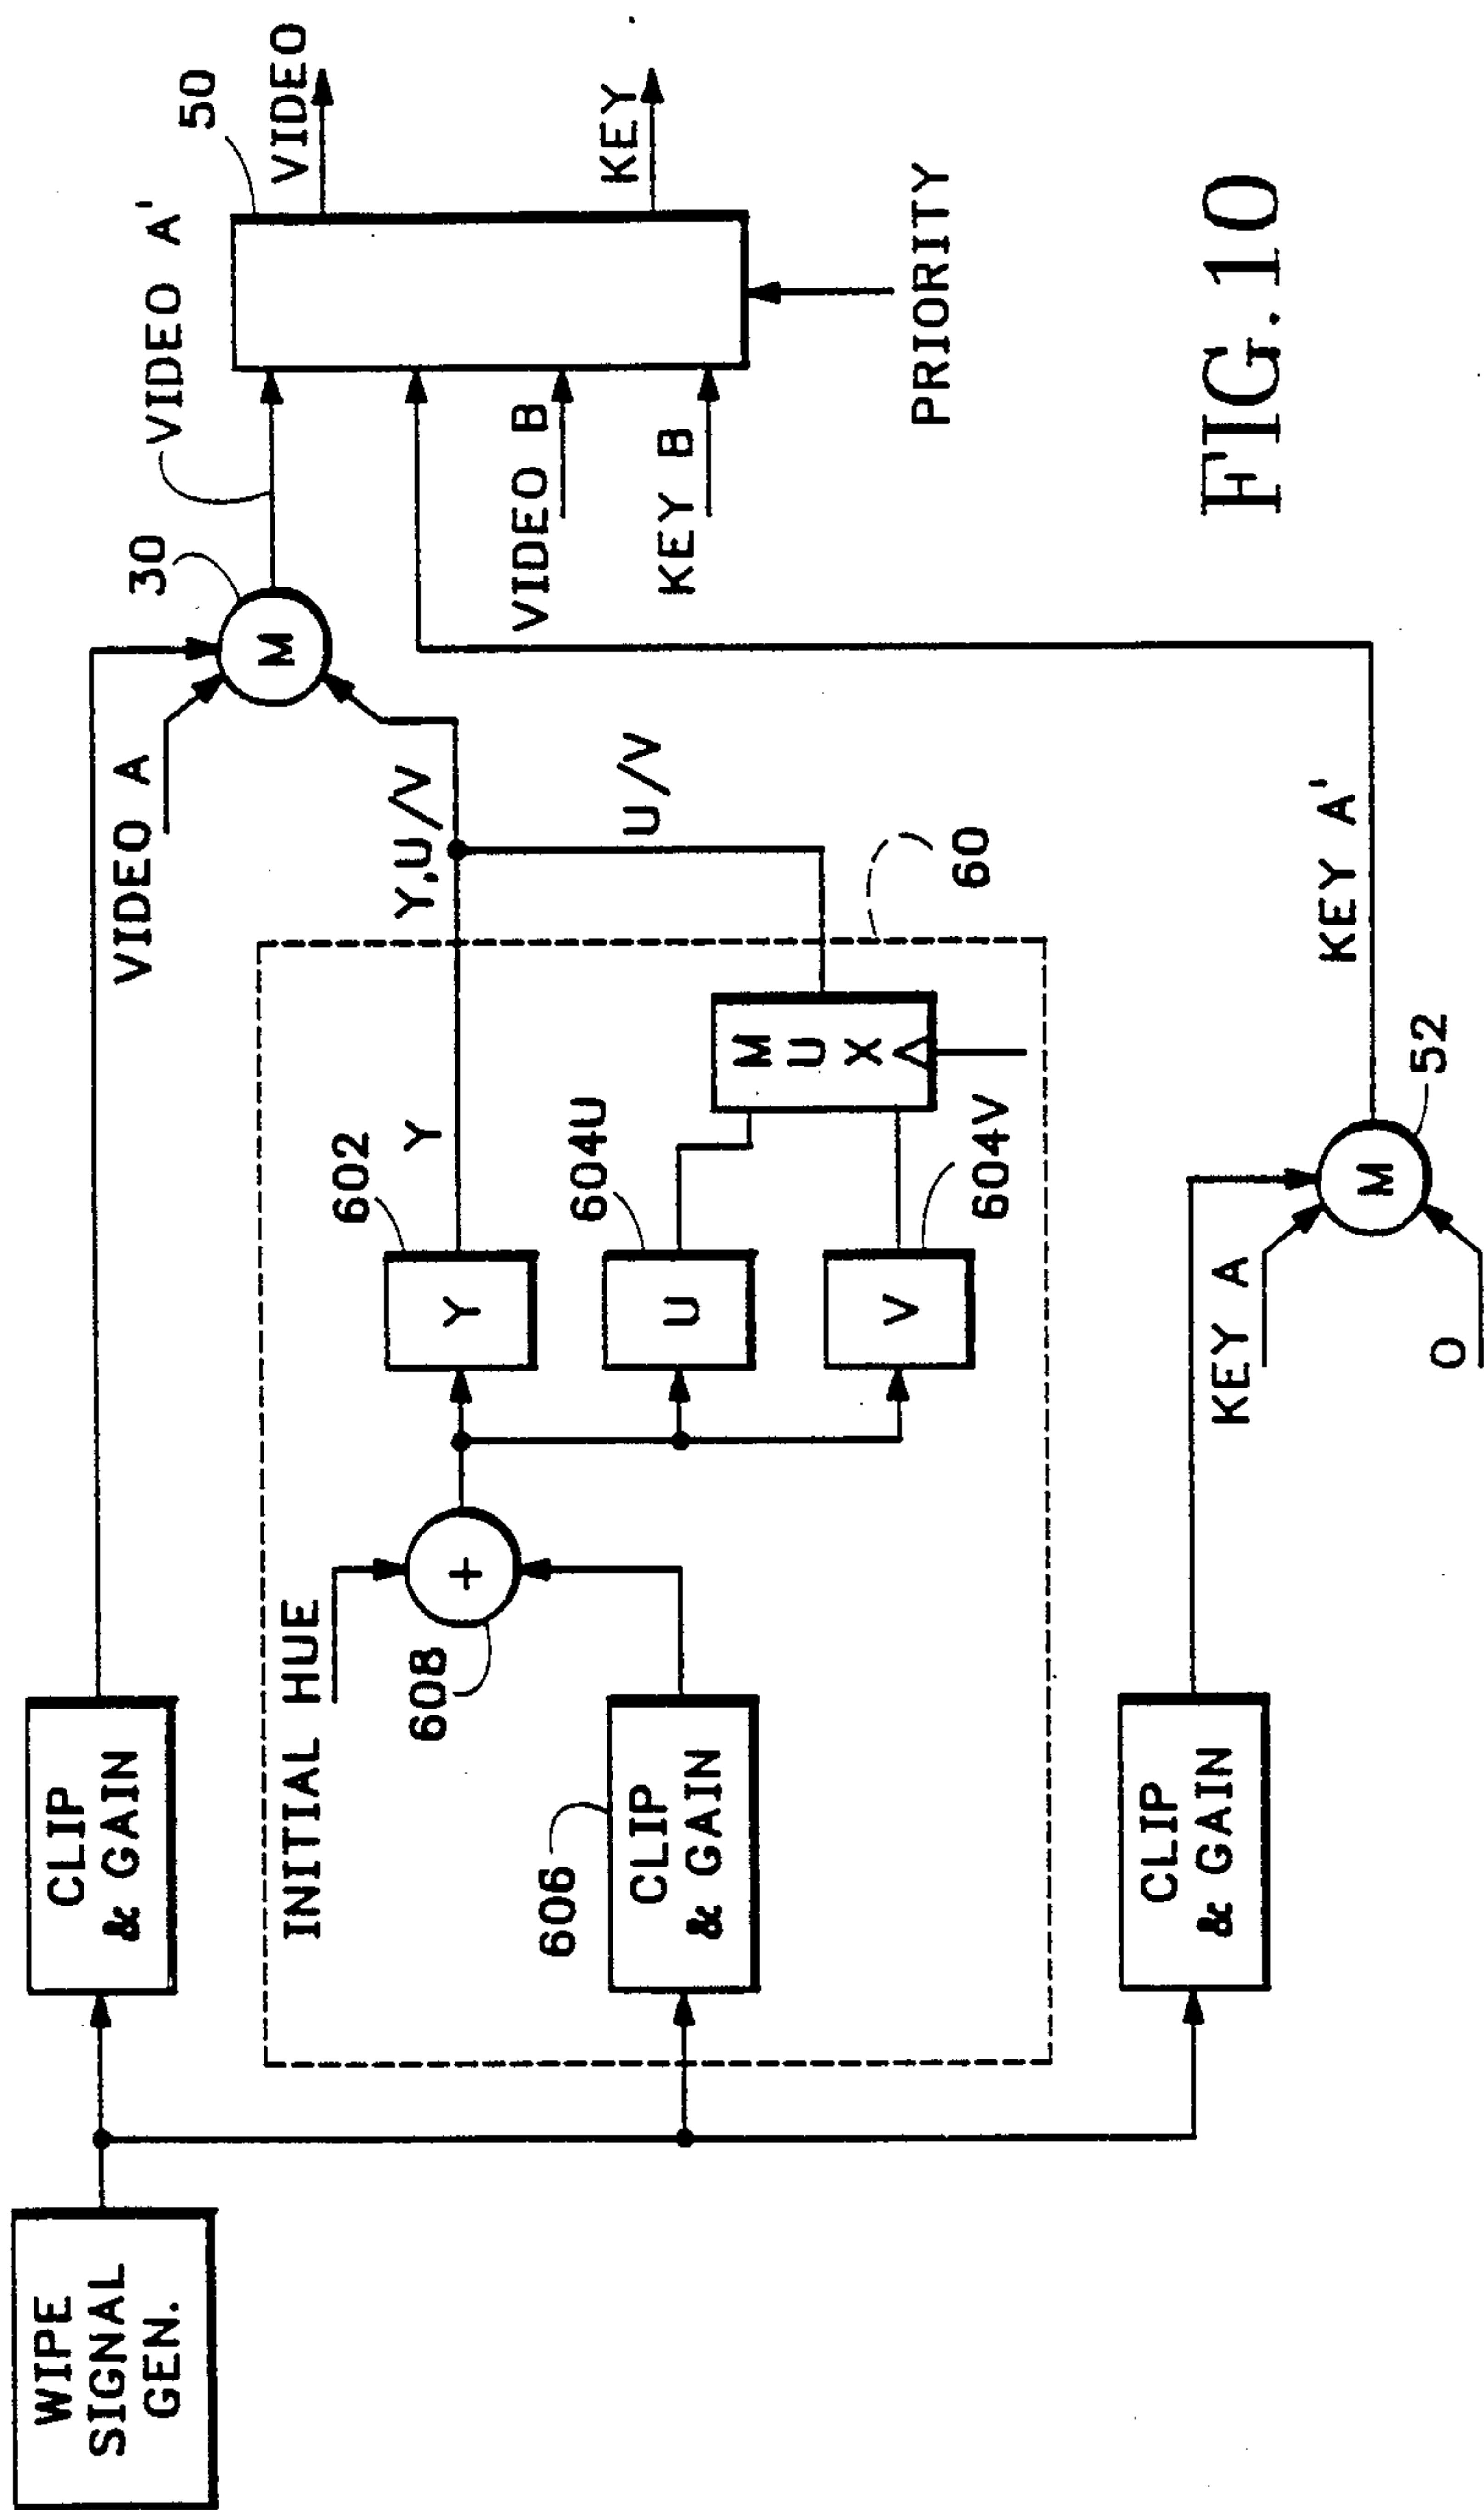 WIPE
SIGNAL
GEN.
CLIP
& GAIN
VIDEO A
30
M
VIDEO A'
50
VIDEO
INITIAL HUE
608
+
602
Y
Y
Y,U/V
606
CLIP
& GAIN
604U
U
MUX
U/V
604V
V
60
VIDEO B
KEY B
KEY
PRIORITY
CLIP
& GAIN
KEY A
0
M
52
KEY A'
FIG.10